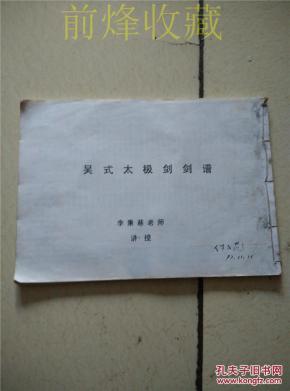 前烽收藏
吴式太极剑剑谱
李秉慈老师
讲授
孔夫子旧书网